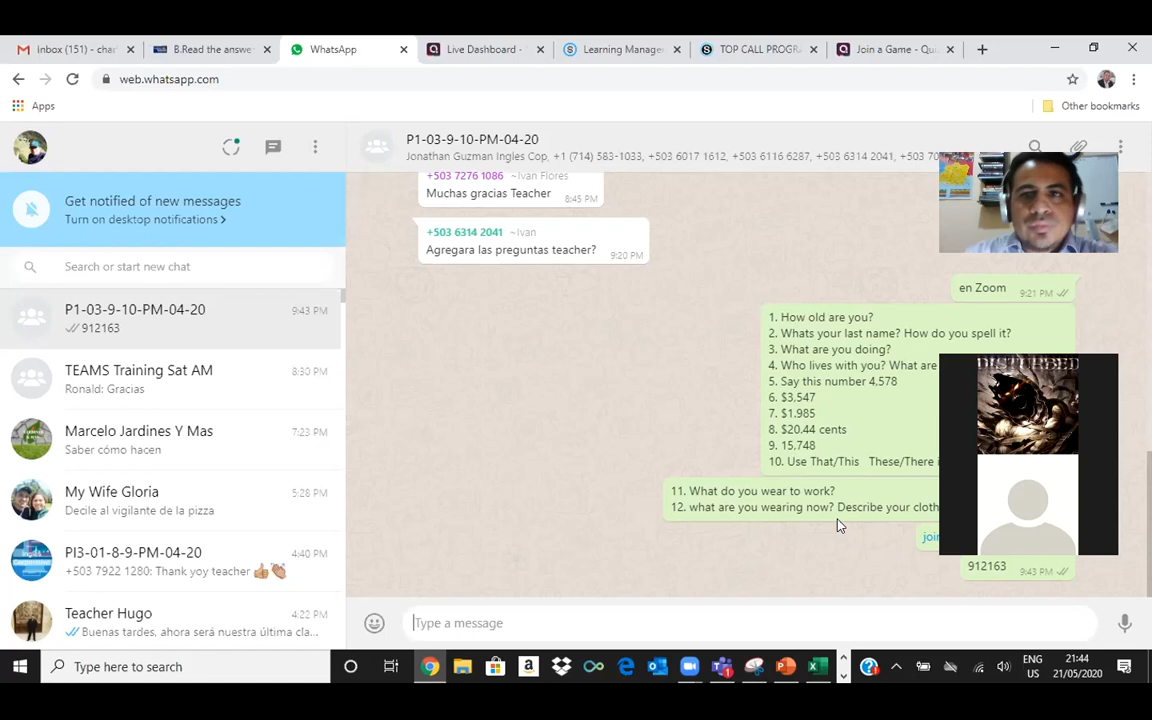 Inbox (151) - char
B.Read the answe
WhatsApp
Live Dashboard -
Learning Manage
TOP CALL PROGRA
Join a Game - Qui
web.whatsapp.com
Apps
Other bookmarks
P1-03-9-10-PM-04-20
Jonathan Guzman Ingles Cop, +1 (714) 583-1033, +503 6017 1612, +503 6116 6287, +503 6314 2041, +503 70
Get notified of new messages
Turn on desktop notifications >
Search or start new chat
P1-03-9-10-PM-04-20
9:43 PM
912163
TEAMS Training Sat AM
8:30 PM
Ronald: Gracias
Marcelo Jardines Y Mas
7:23 PM
Saber cómo hacen
My Wife Gloria
5:28 PM
Decile al vigilante de la pizza
PI3-01-8-9-PM-04-20
4:40 PM
+503 7922 1280: Thank yoy teacher
Teacher Hugo
4:22 PM
Buenas tardes, ahora será nuestra última cla...
+503 7276 1086 ~Ivan Flores
Muchas gracias Teacher
8:45 PM
+503 6314 2041 ~Ivan
Agregara las preguntas teacher?
9:20 PM
en Zoom
9:21 PM
1. How old are you?
2. Whats your last name? How do you spell it?
3. What are you doing?
4. Who lives with you? What are
5. Say this number 4,578
6. $3,547
7. $1.985
8. $20.44 cents
9. 15,748
10. Use That/This These/There i
11. What do you wear to work?
12. what are you wearing now? Describe your cloth
join
912163
9:43 PM
DISTURBED
Type a message
Type here to search
ENG
US
21:44
21/05/2020